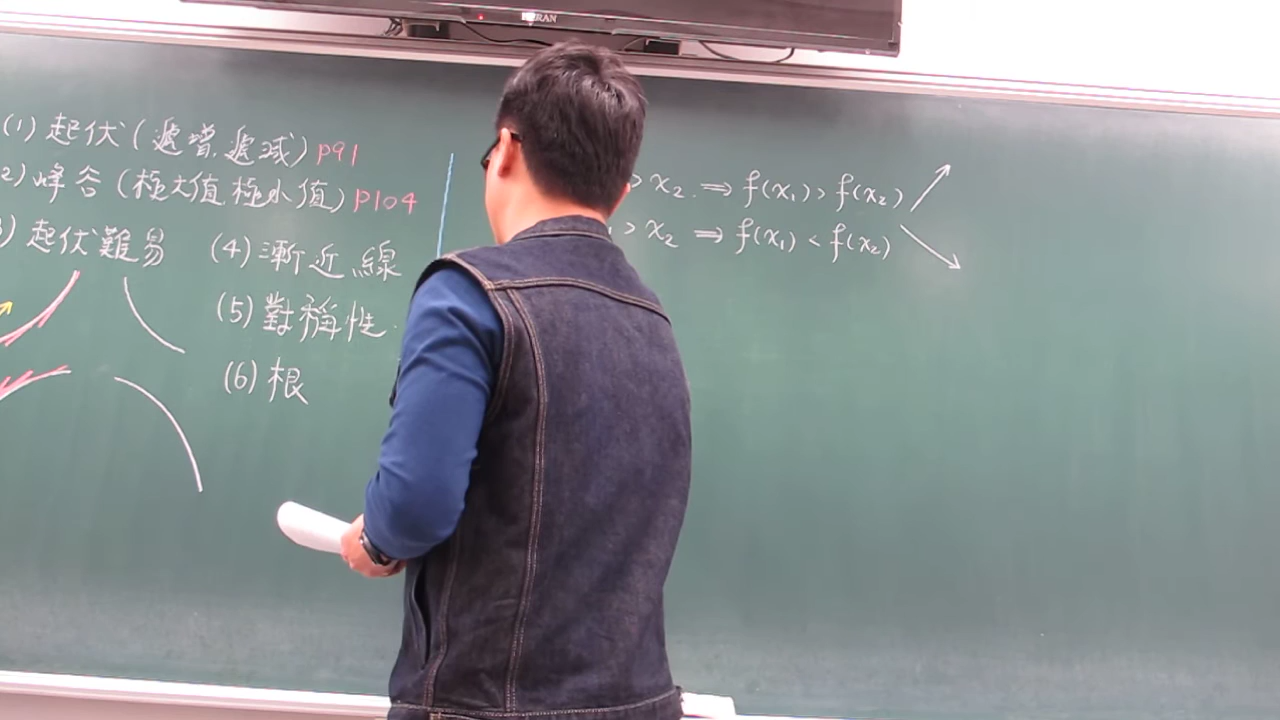 HERAN
(1) 起伏 (遞增, 遞減) P91
2) 峰谷 (極大值 極小值) P104
) 起伏難易 (4) 漸近線
(5) 對稱性.
(6) 根
> x₂. ⇒ f(x₁) > f(x₂)
₁ > x₂ ⇒ f(x₁) < f(x₂)